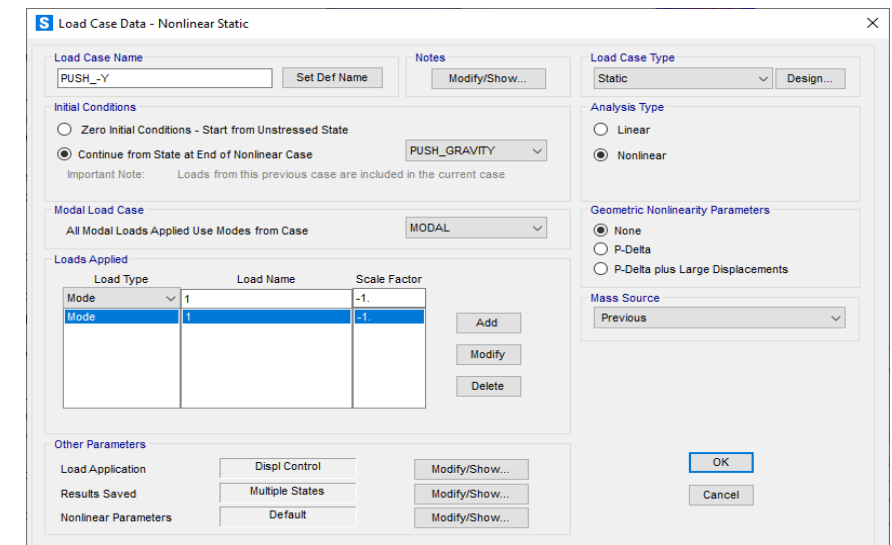 S Load Case Data - Nonlinear Static
Load Case Name
PUSH_-Y
Set Def Name
Notes
Modify/Show...
Load Case Type
Static
Design...
Initial Conditions
Zero Initial Conditions - Start from Unstressed State
Continue from State at End of Nonlinear Case
PUSH_GRAVITY
Important Note: Loads from this previous case are included in the current case
Analysis Type
Linear
Nonlinear
Modal Load Case
All Modal Loads Applied Use Modes from Case
MODAL
Geometric Nonlinearity Parameters
None
P-Delta
P-Delta plus Large Displacements
Loads Applied
Load Type Load Name Scale Factor
Mode 1 -1.
Mode 1 -1.
Add
Modify
Delete
Mass Source
Previous
Other Parameters
Load Application Displ Control Modify/Show...
Results Saved Multiple States Modify/Show...
Nonlinear Parameters Default Modify/Show...
OK
Cancel